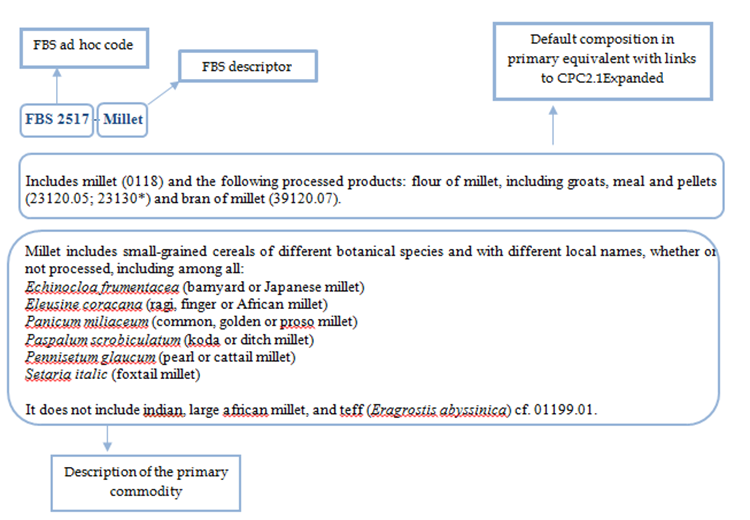 FBS ad hoc code
FBS descriptor
Default composition in
primary equivalent with links
to CPC2.1Expanded
FBS 2517 - Millet
Includes millet (0118) and the following processed products: flour of millet, including groats, meal and pellets
(23120.05; 23130*) and bran of millet (39120.07).
Millet includes small-grained cereals of different botanical species and with different local names, whether or
not processed, including among all:
Echinocloa frumentacea (barnyard or Japanese millet)
Eleusine coracana (ragi, finger or African millet)
Panicum miliaceum (common, golden or proso millet)
Paspalum scrobiculatum (koda or ditch millet)
Pennisetum glaucum (pearl or cattail millet)
Setaria italic (foxtail millet)
It does not include indian, large african millet, and teff (Eragrostis abyssinica) cf. 01199.01.
Description of the primary
commodity